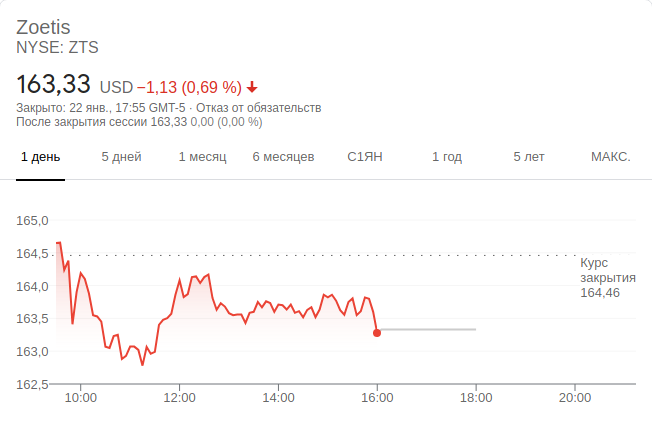 Zoetis
NYSE: ZTS
163,33 USD −1,13 (0,69 %)
Закрыто: 22 янв., 17:55 GMT-5 · Отказ от обязательств
После закрытия сессии 163,33 0,00 (0,00 %)
1 день 5 дней 1 месяц 6 месяцев С1ЯН 1 год 5 лет МАКС.
165,0
164,5
Курс
закрытия
164,46
164,0
163,5
163,0
162,5
10:00 12:00 14:00 16:00 18:00 20:00